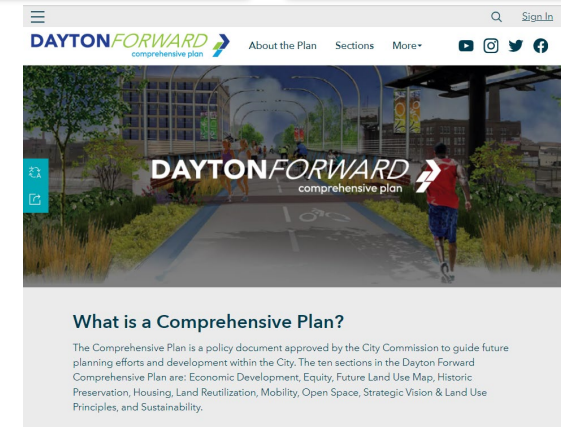 Sign In
DAYTONFORWARD
comprehensive plan
About the Plan Sections More
DAYTONFORWARD
comprehensive plan
What is a Comprehensive Plan?
The Comprehensive Plan is a policy document approved by the City Commission to guide future
planning efforts and development within the City. The ten sections in the Dayton Forward
Comprehensive Plan are: Economic Development, Equity, Future Land Use Map, Historic
Preservation, Housing, Land Reutilization, Mobility, Open Space, Strategic Vision & Land Use
Principles, and Sustainability.